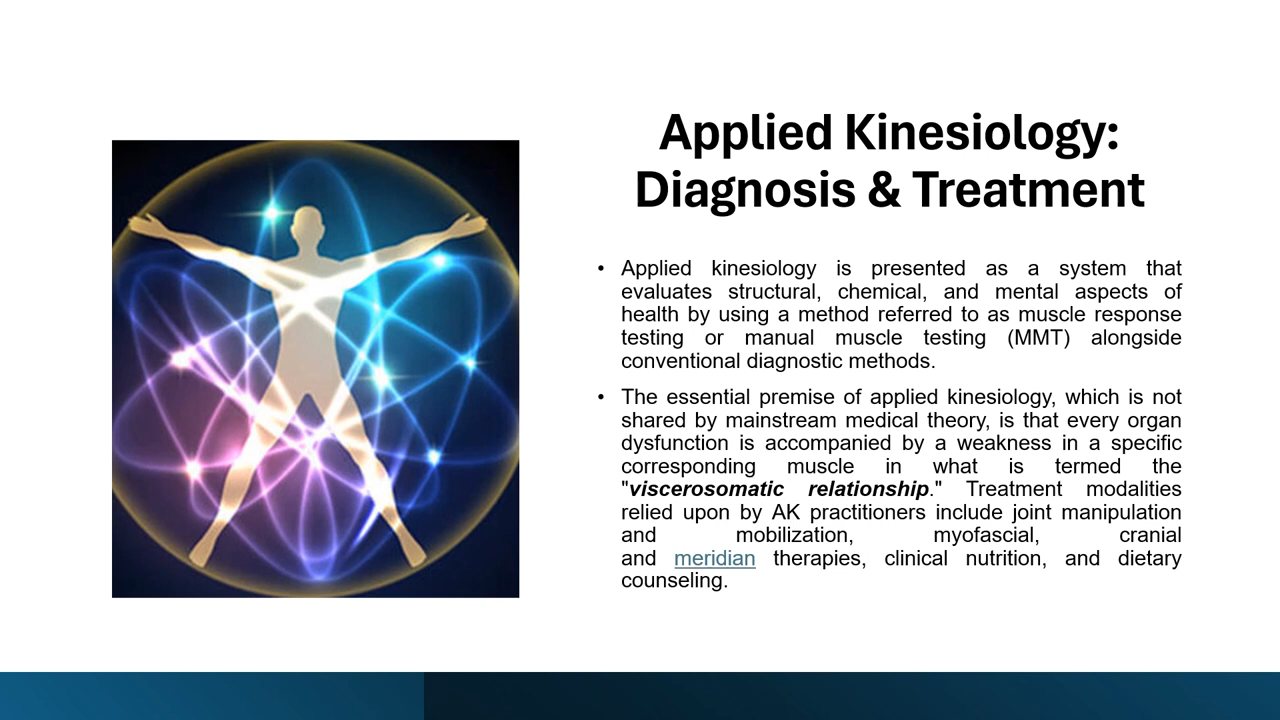 Applied Kinesiology:
Diagnosis & Treatment
• Applied kinesiology is presented as a system that
evaluates structural, chemical, and mental aspects of
health by using a method referred to as muscle response
testing or manual muscle testing (MMT) alongside
conventional diagnostic methods.
• The essential premise of applied kinesiology, which is not
shared by mainstream medical theory, is that every organ
dysfunction is accompanied by a weakness in a specific
corresponding muscle in what is termed the
"viscerosomatic relationship." Treatment modalities
relied upon by AK practitioners include joint manipulation
and mobilization, myofascial, cranial
and meridian therapies, clinical nutrition, and dietary
counseling.